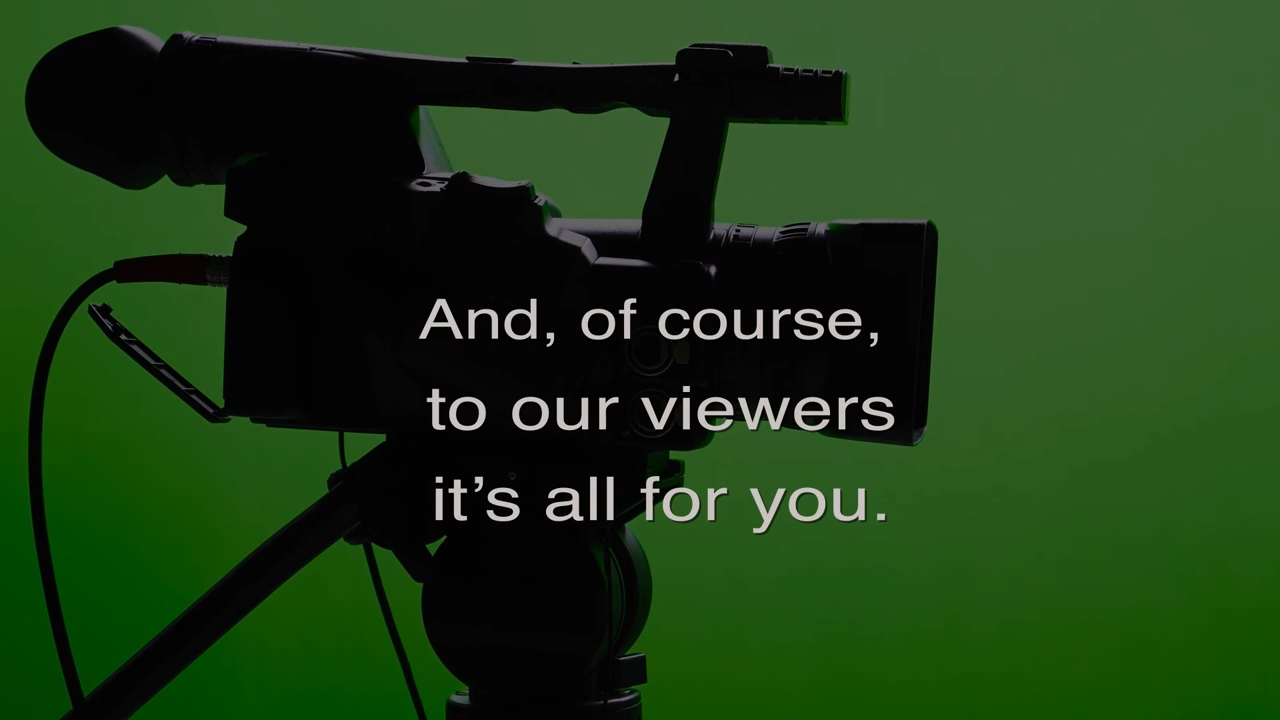 And, of course,
to our viewers
it’s all for you.